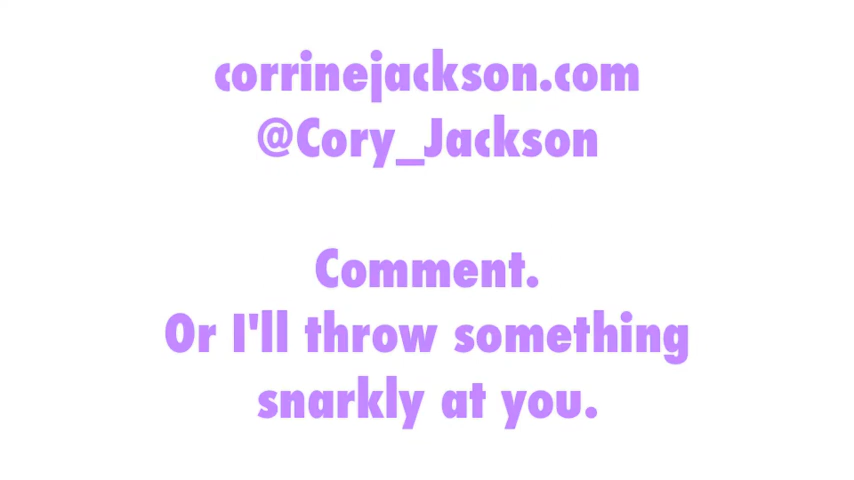 corrinejackson.com
@Cory_Jackson
Comment.
Or I'll throw something
snarkly at you.